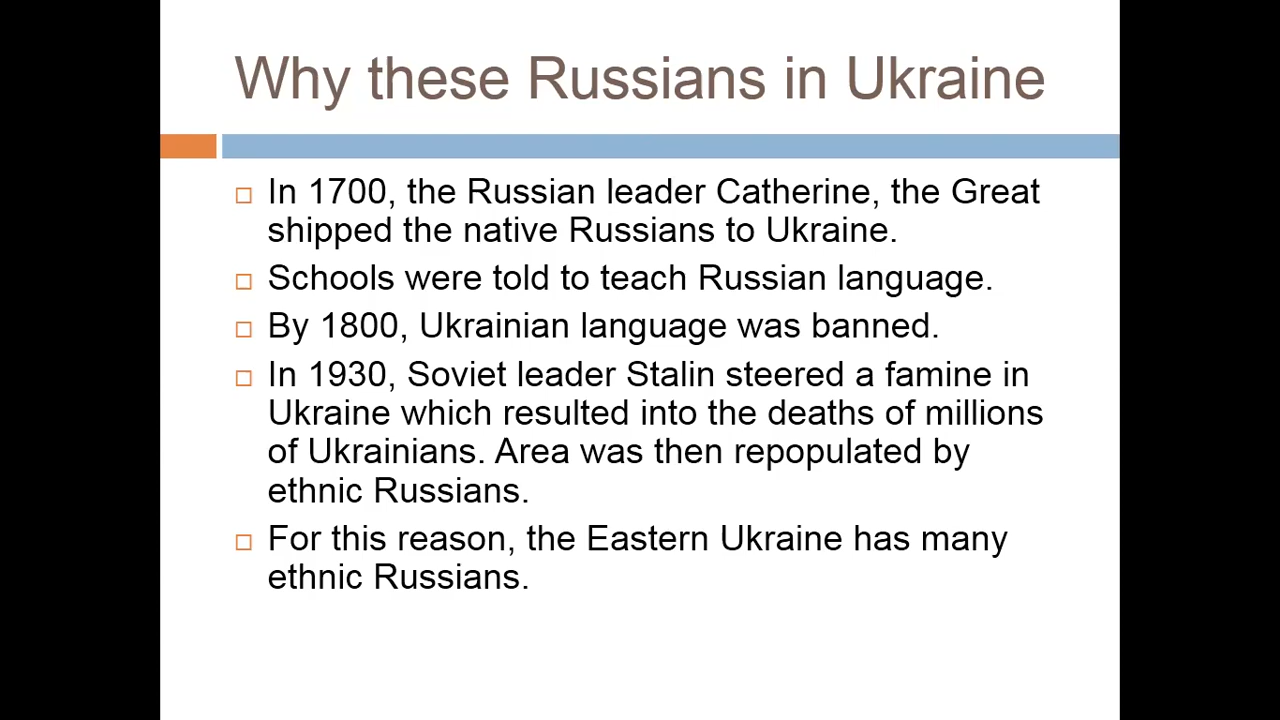 Why these Russians in Ukraine
In 1700, the Russian leader Catherine, the Great
shipped the native Russians to Ukraine.
Schools were told to teach Russian language.
By 1800, Ukrainian language was banned.
In 1930, Soviet leader Stalin steered a famine in
Ukraine which resulted into the deaths of millions
of Ukrainians. Area was then repopulated by
ethnic Russians.
For this reason, the Eastern Ukraine has many
ethnic Russians.